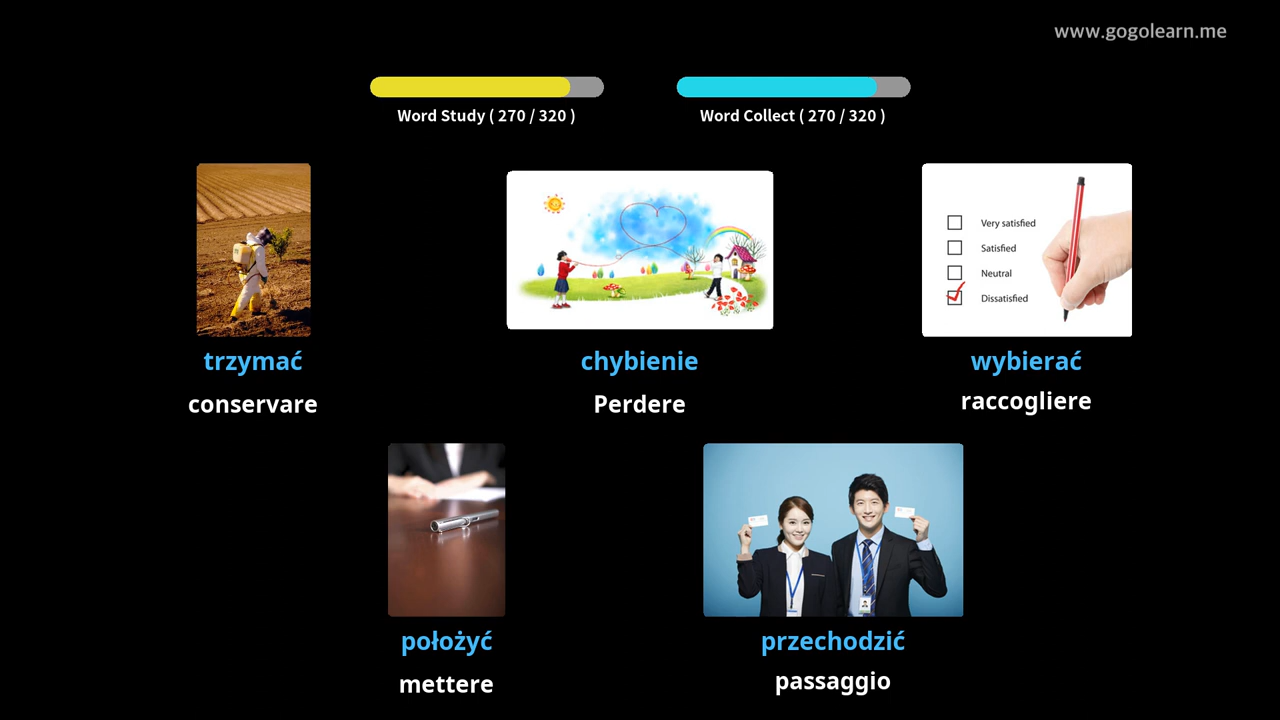 www.gogolearn.me
Word Study ( 270 / 320 )
Word Collect ( 270 / 320 )
Very satisfied
Satisfied
Neutral
Dissatisfied
trzymać
chybienie
wybierać
conservare
Perdere
raccogliere
położyć
przechodzić
mettere
passaggio